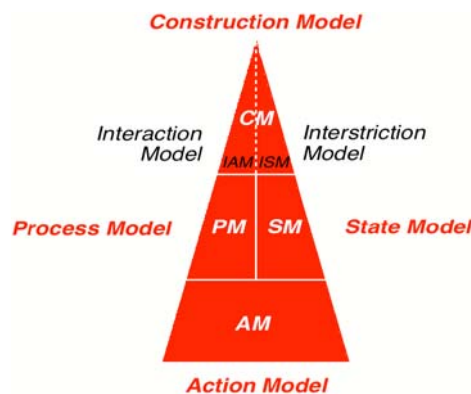 Construction Model
CM
Interaction
Model
Interstriction
Model
IAM ISM
Process Model
PM
SM
State Model
AM
Action Model